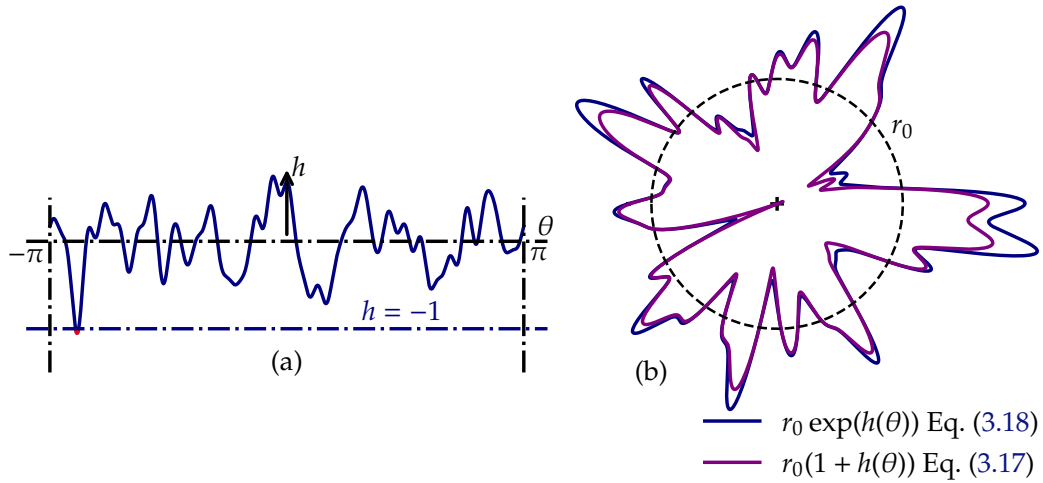 h
θ
−π
π
h = −1
(a)
r₀
(b)
r₀ exp(h(θ)) Eq. (3.18)
r₀(1 + h(θ)) Eq. (3.17)